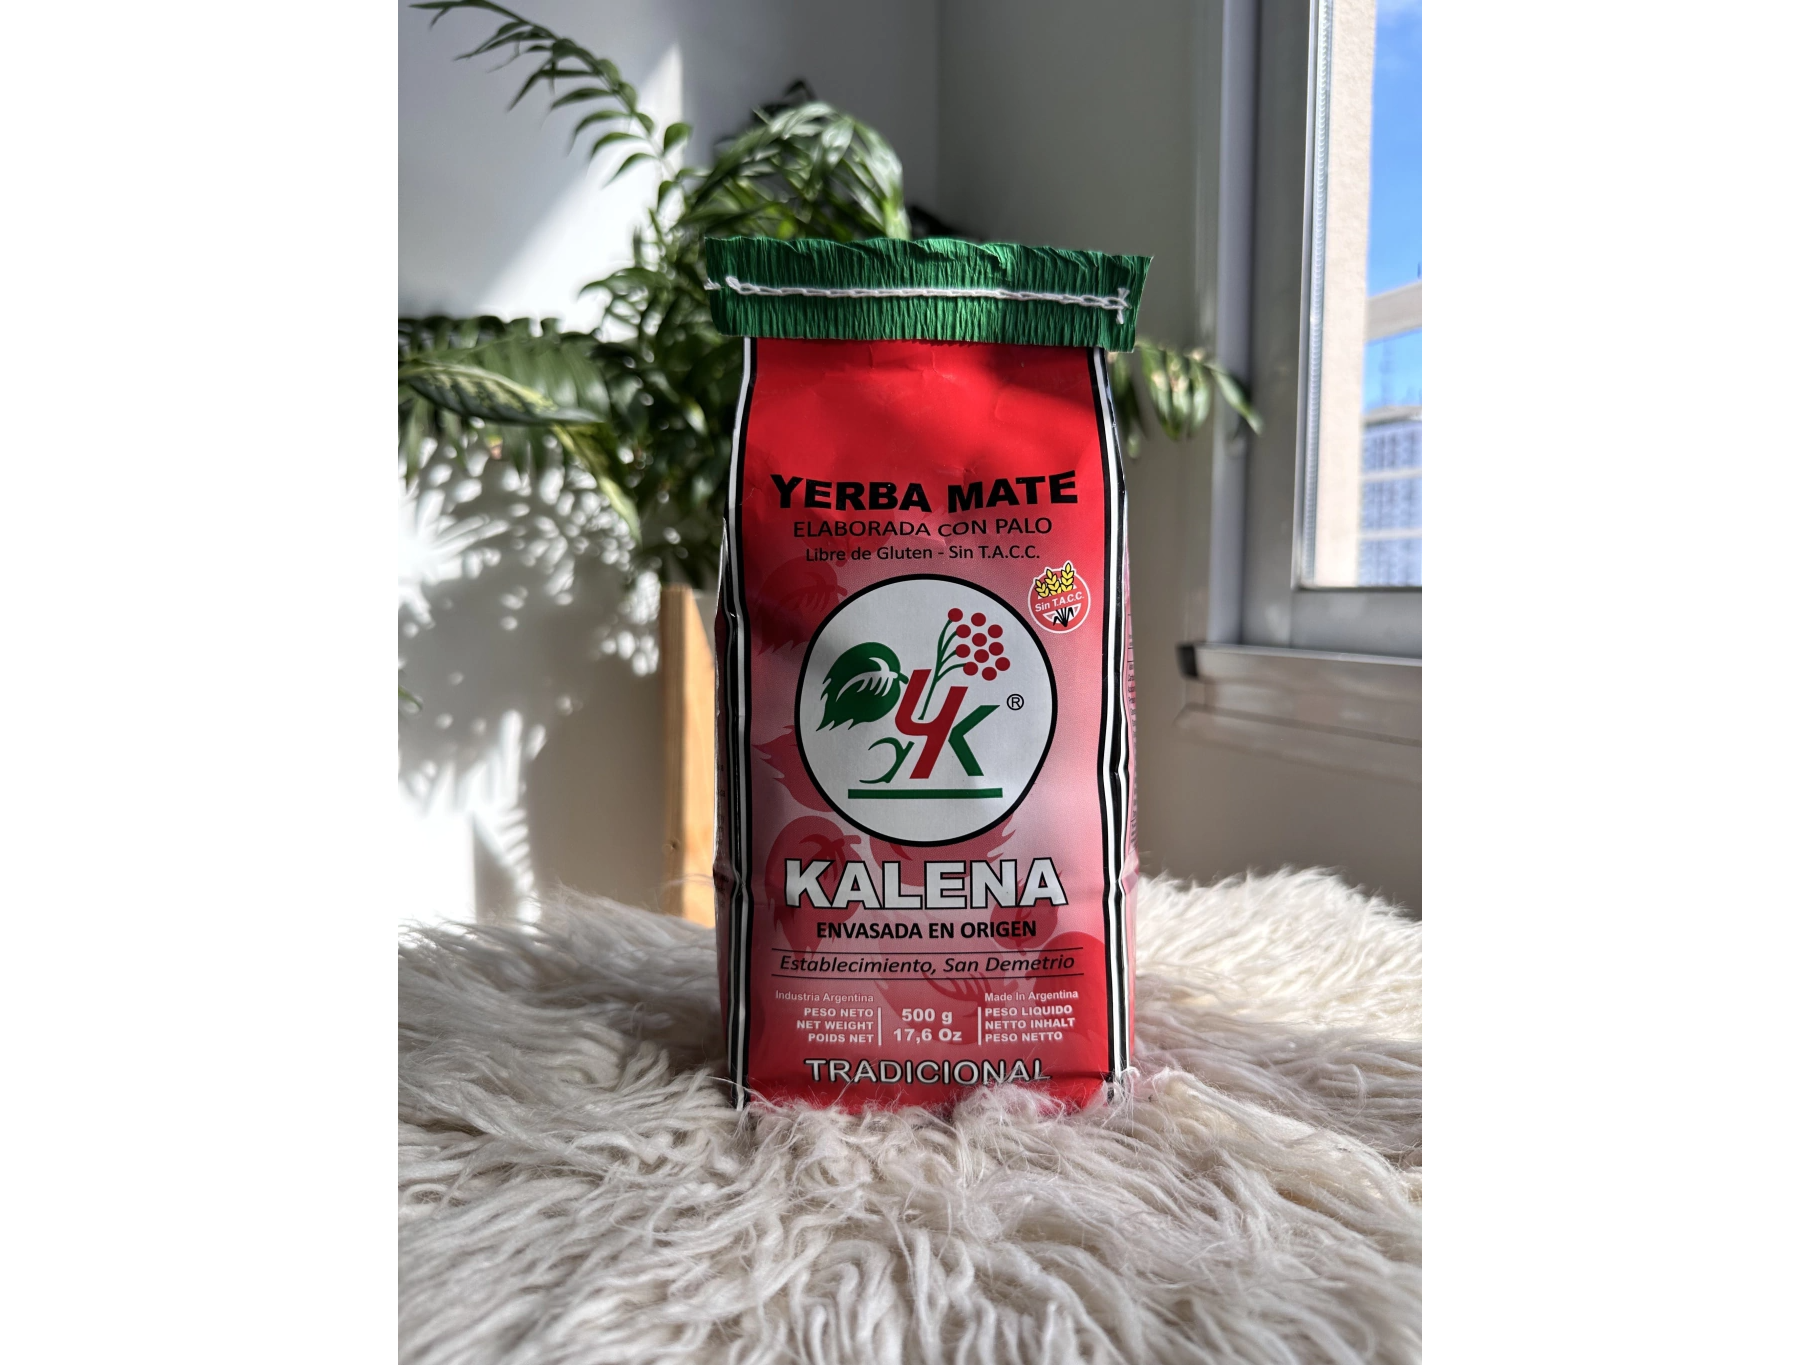 YERBA MATE
ELABORADA CON PALO
Libre de Gluten - Sin T.A.C.C.
Sin T.A.C.C.
YK ®
KALENA
ENVASADA EN ORIGEN
Establecimiento, San Demetrio
Industria Argentina
PESO NETO
NET WEIGHT
POIDS NET
500 g
17,6 Oz
Made In Argentina
PESO LIQUIDO
NETTO INHALT
PESO NETTO
TRADICIONAL